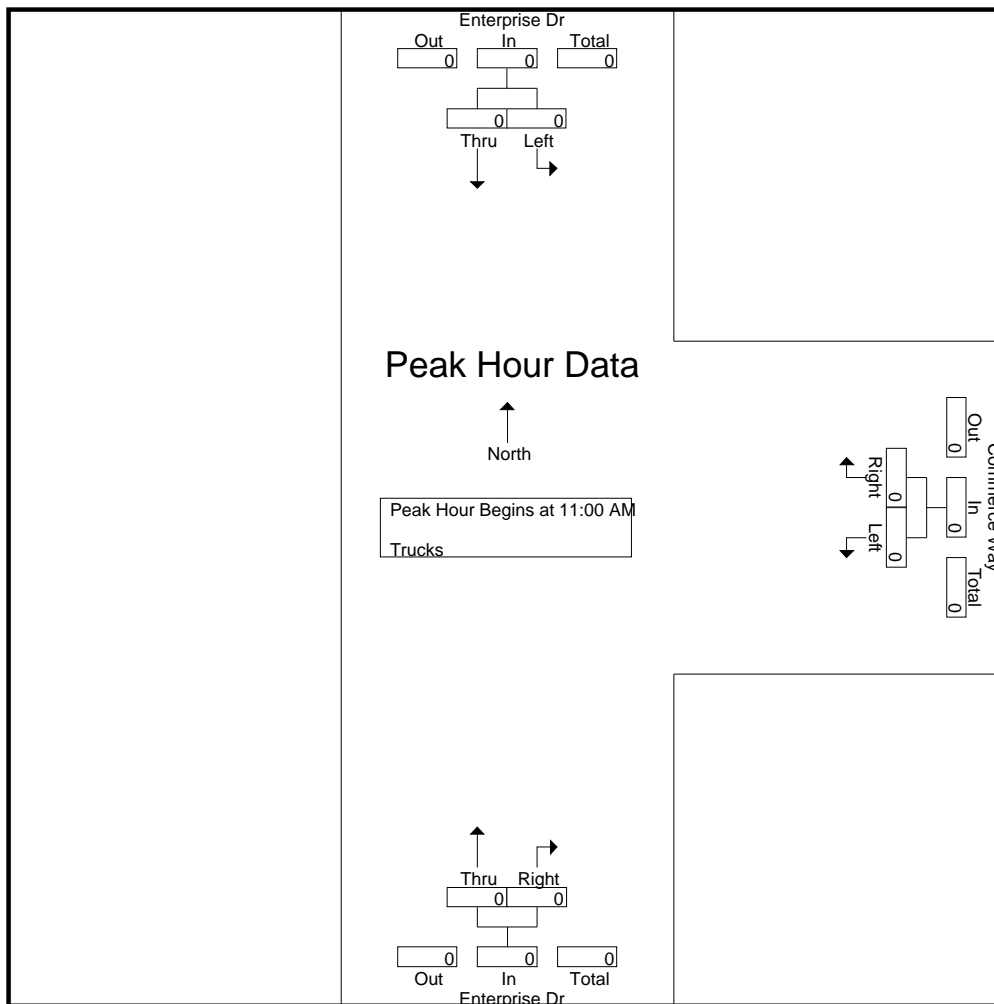 Enterprise Dr
Out In Total
0 0 0
0 0
Thru Left
Peak Hour Data
North
Peak Hour Begins at 11:00 AM
Trucks
Commerce Way
Out In Total
0 0 0
0 0
Right Left
Thru Right
0 0
0 0 0
Out In Total
Enterprise Dr